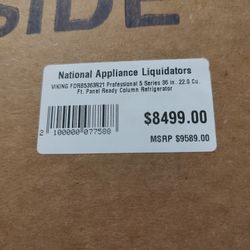 SIDE
National Appliance Liquidators
VIKING FDRB5363R21 Professional 5 Series 36 in. 22.0 Cu.
Ft. Panel Ready Column Refrigerator
2 100000 077588
$8499.00
MSRP $9589.00